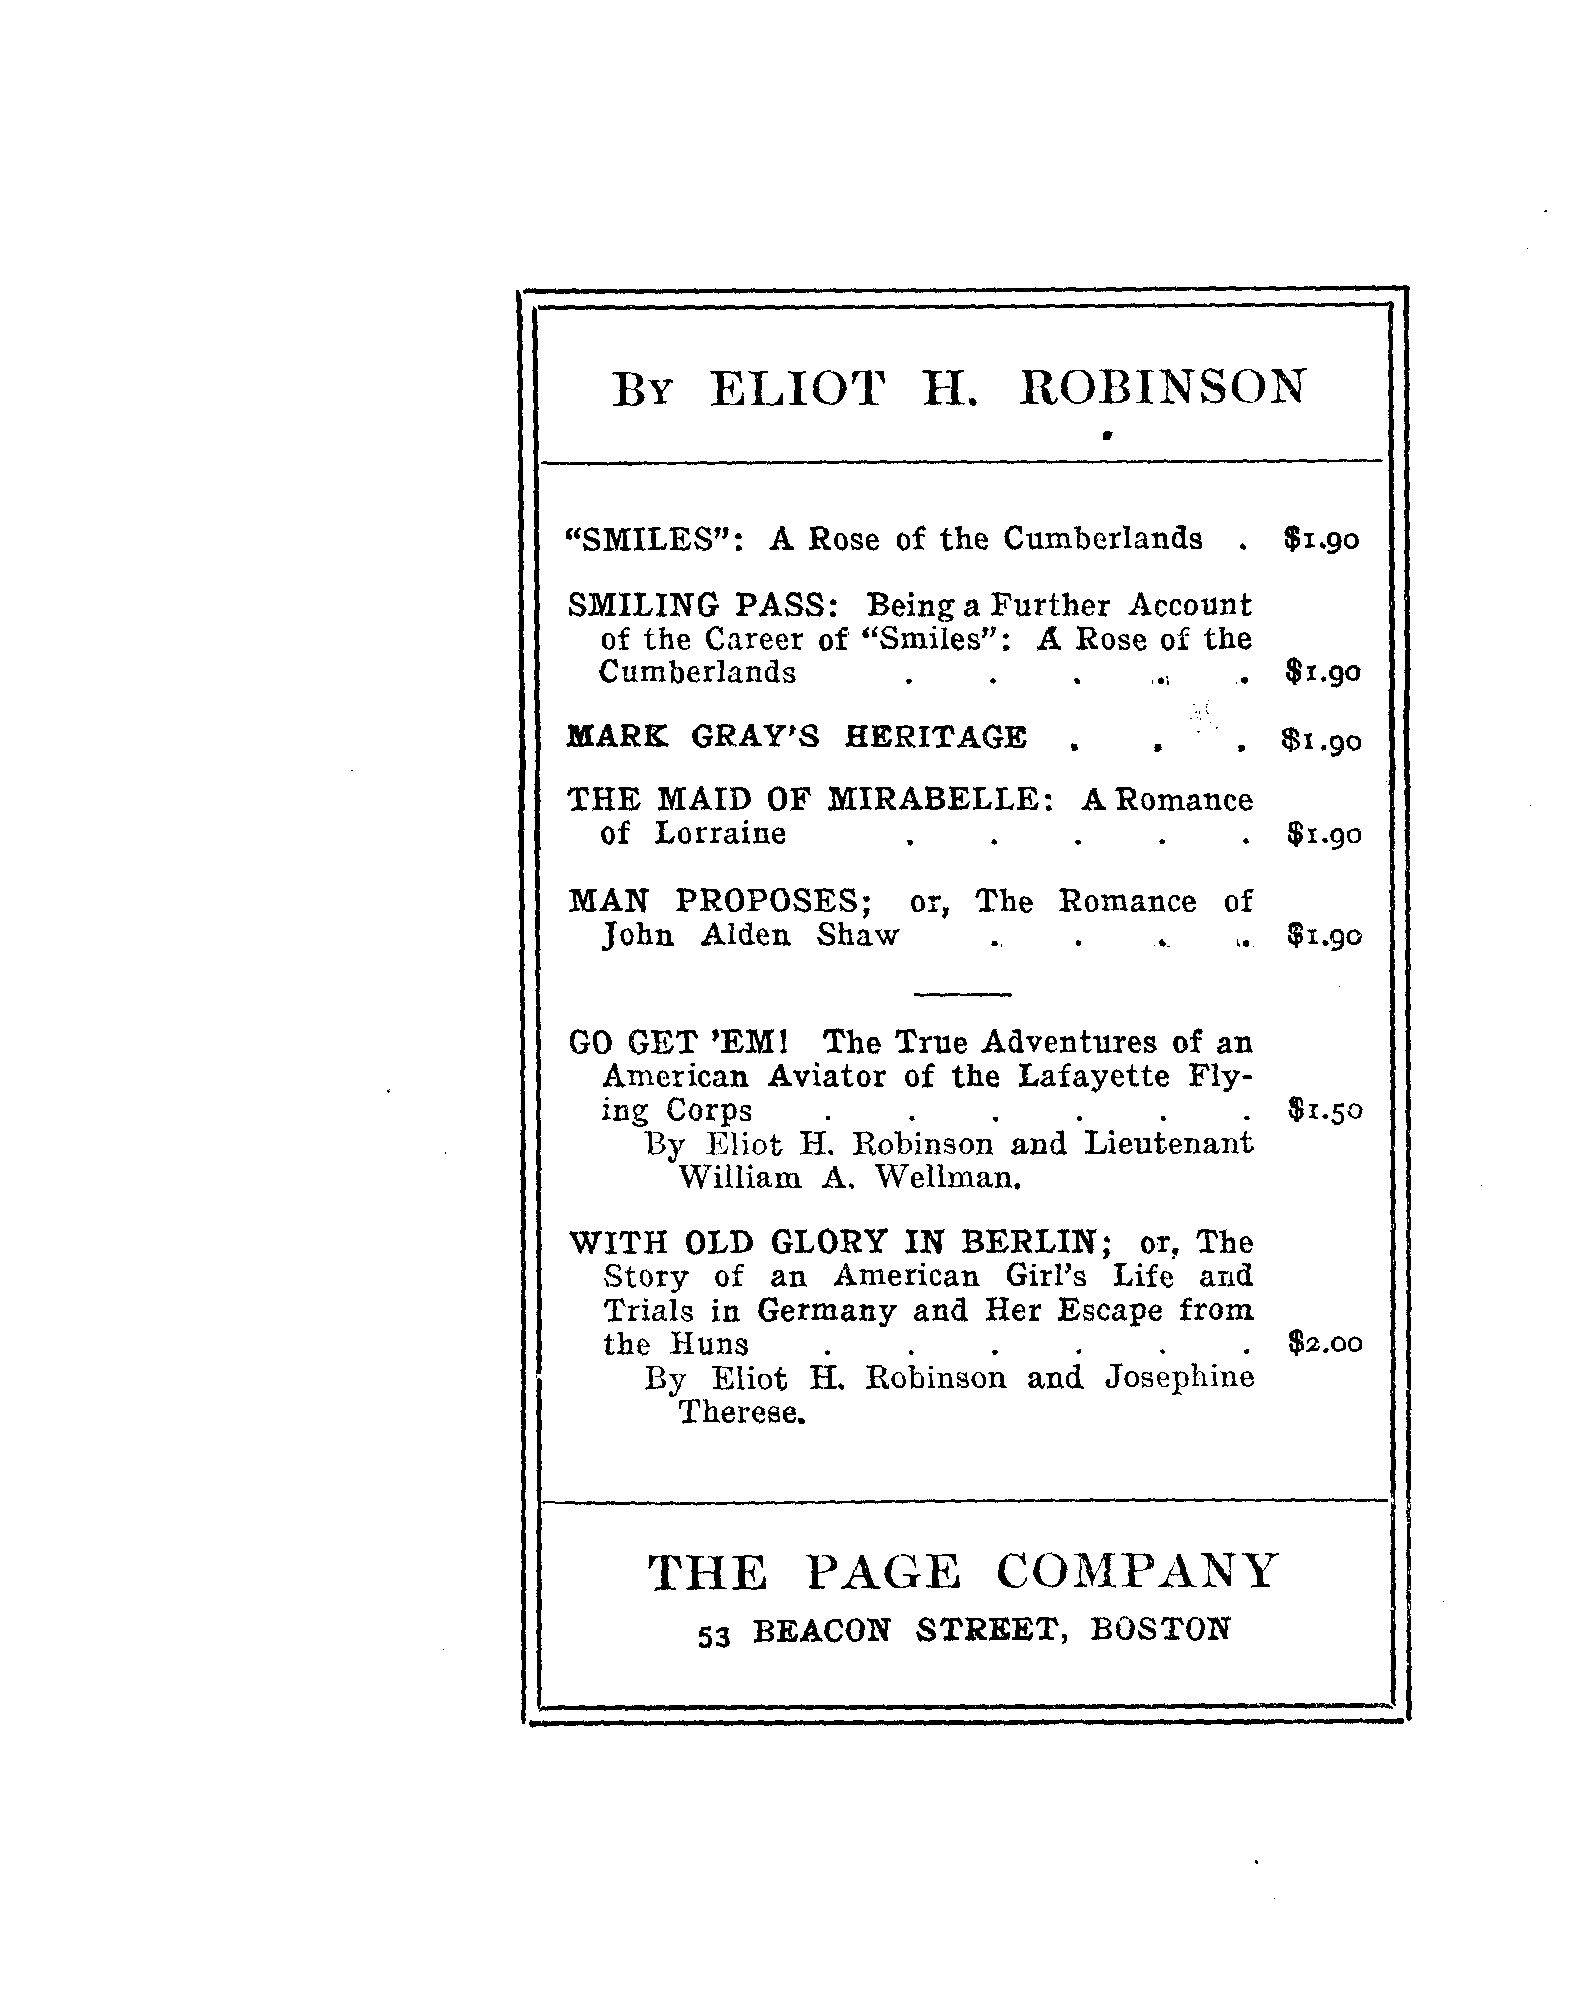 By ELIOT H. ROBINSON
“SMILES”: A Rose of the Cumberlands . $1.90
SMILING PASS: Being a Further Account
of the Career of “Smiles”: A Rose of the
Cumberlands . . . . . $1.90
MARK GRAY’S HERITAGE . . . $1.90
THE MAID OF MIRABELLE: A Romance
of Lorraine . . . . . $1.90
MAN PROPOSES; or, The Romance of
John Alden Shaw . . . . $1.90
GO GET ’EM! The True Adventures of an
American Aviator of the Lafayette Fly-
ing Corps . . . . . . $1.50
By Eliot H. Robinson and Lieutenant
William A. Wellman.
WITH OLD GLORY IN BERLIN; or, The
Story of an American Girl’s Life and
Trials in Germany and Her Escape from
the Huns . . . . . . $2.00
By Eliot H. Robinson and Josephine
Therese.
THE PAGE COMPANY
53 BEACON STREET, BOSTON